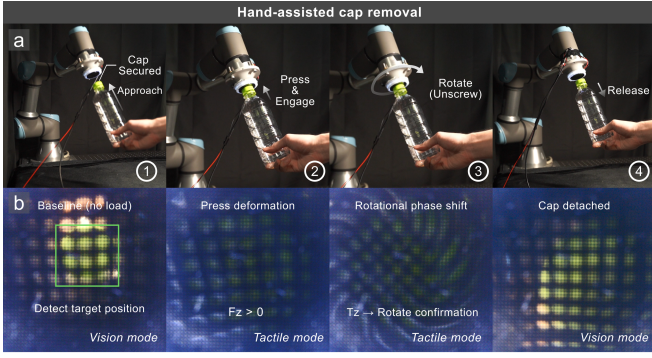 Hand-assisted cap removal
a
Cap
Secured
Approach
1
Press
&
Engage
2
Rotate
(Unscrew)
3
Release
4
b
Baseline (no load)
Detect target position
Vision mode
Press deformation
Fz > 0
Tactile mode
Rotational phase shift
Tz → Rotate confirmation
Tactile mode
Cap detached
Vision mode